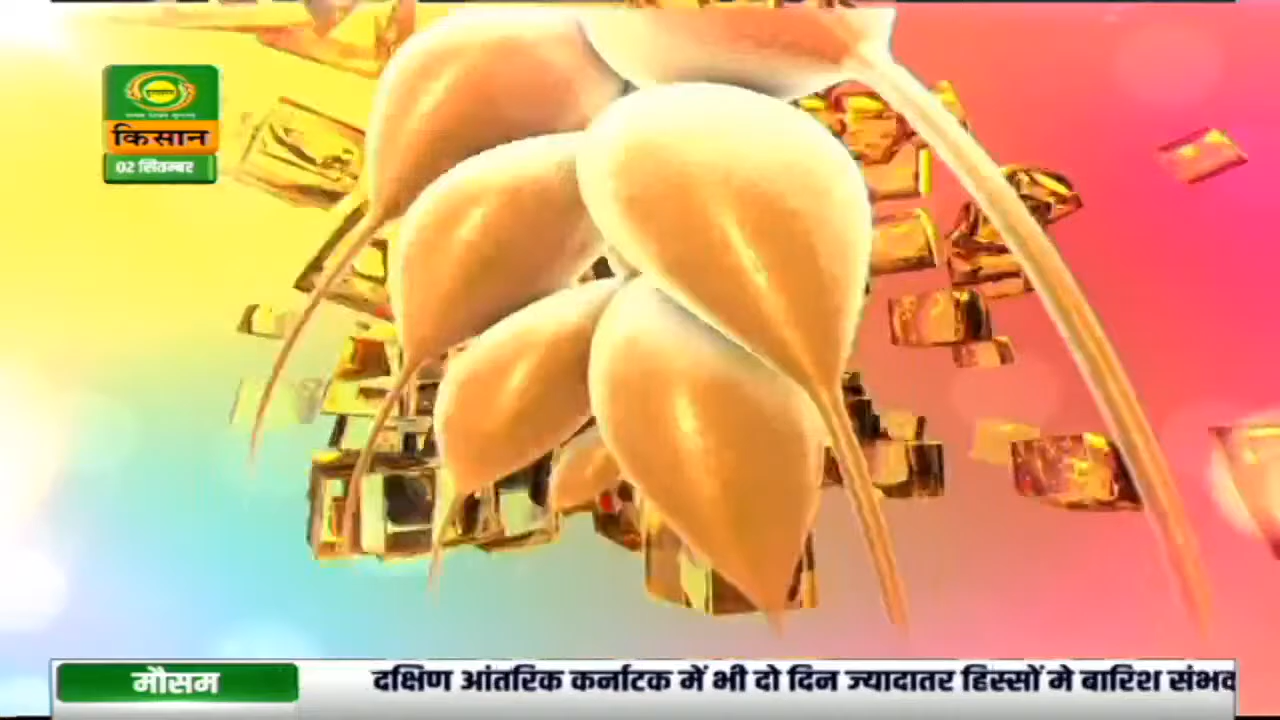 किसान
02 सितम्बर
मौसम
दक्षिण आंतरिक कर्नाटक में भी दो दिन ज्यादातर हिस्सों मे बारिश संभव